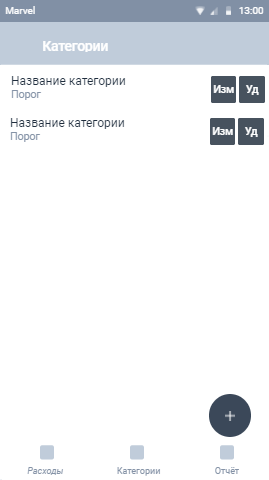 Marvel 13:00
Категории
Название категории
Порог
Изм Уд
Название категории
Порог
Изм Уд
+
Расходы Категории Отчёт